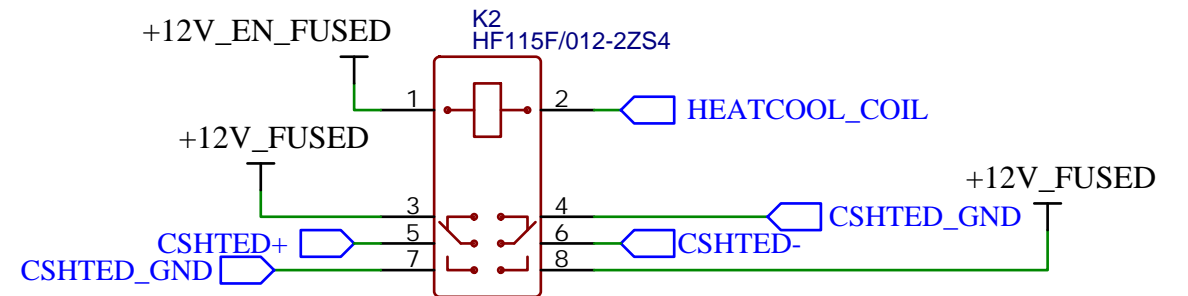 K2
HF115F/012-2ZS4
+12V_EN_FUSED
1
2
HEATCOOL_COIL
+12V_FUSED
+12V_FUSED
3
4
CSHTED_GND
CSHTED+
5
6
CSHTED-
CSHTED_GND
7
8